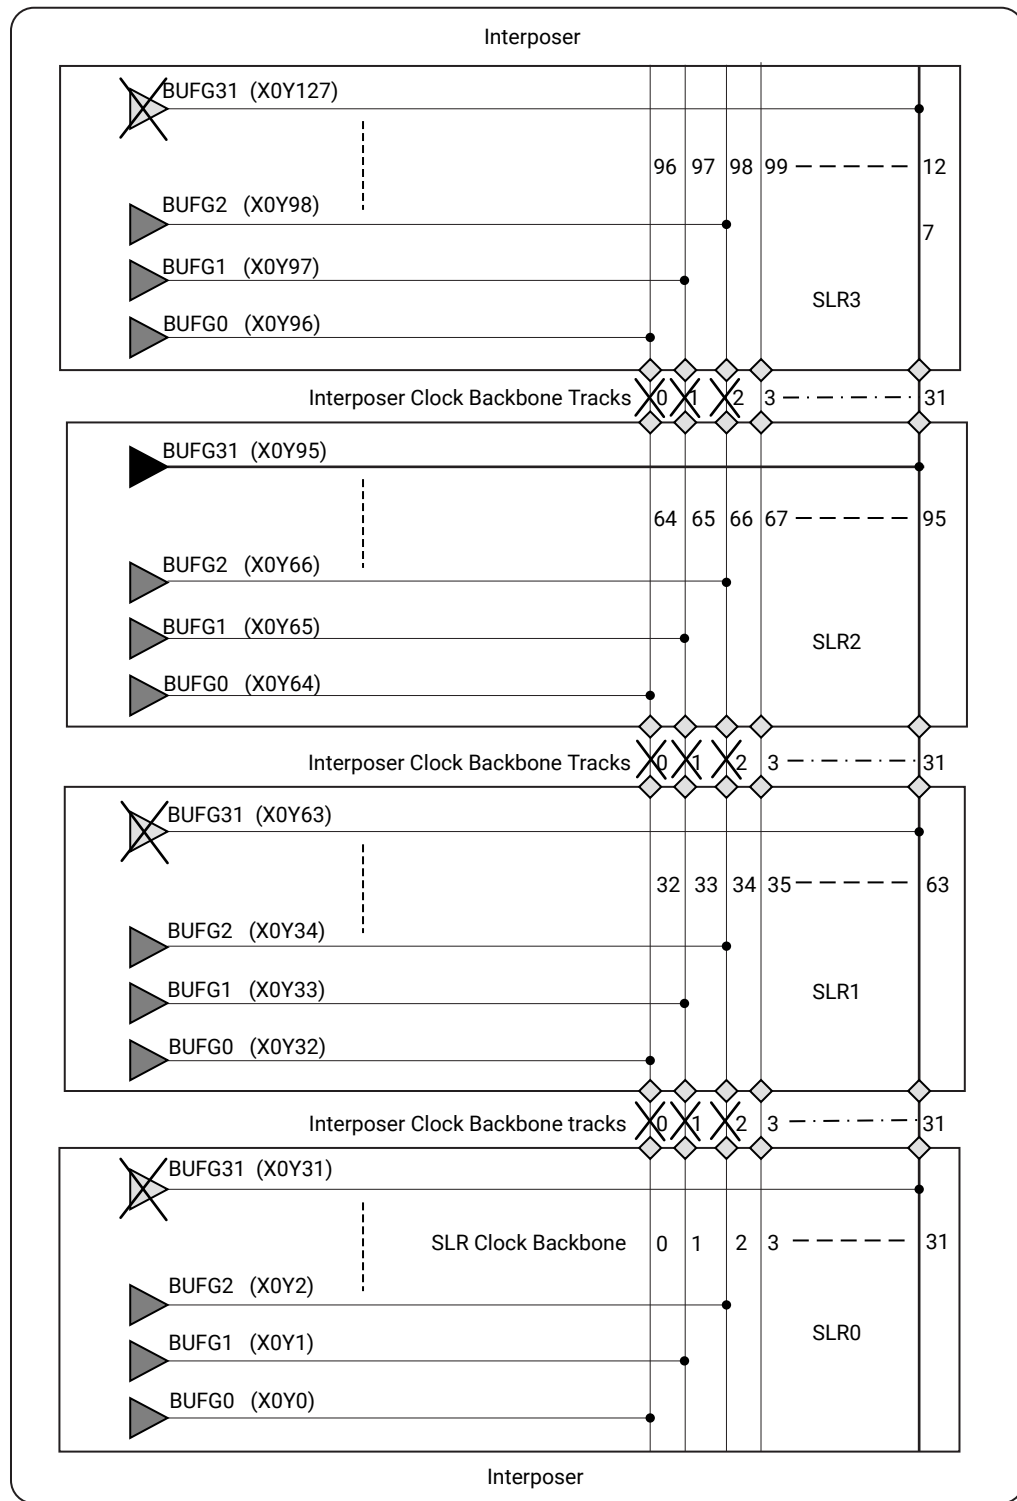 Interposer
BUFG31 (X0Y127)
96 97 98 99 12
7
BUFG2 (X0Y98)
BUFG1 (X0Y97)
SLR3
BUFG0 (X0Y96)
Interposer Clock Backbone Tracks 0 1 2 3 31
BUFG31 (X0Y95)
64 65 66 67 95
BUFG2 (X0Y66)
BUFG1 (X0Y65)
SLR2
BUFG0 (X0Y64)
Interposer Clock Backbone Tracks 0 1 2 3 31
BUFG31 (X0Y63)
32 33 34 35 63
BUFG2 (X0Y34)
BUFG1 (X0Y33)
SLR1
BUFG0 (X0Y32)
Interposer Clock Backbone tracks 0 1 2 3 31
BUFG31 (X0Y31)
SLR Clock Backbone 0 1 2 3 31
BUFG2 (X0Y2)
SLR0
BUFG1 (X0Y1)
BUFG0 (X0Y0)
Interposer